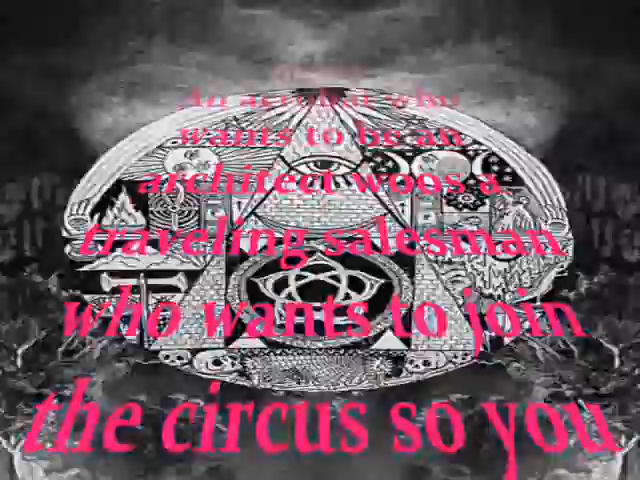 An acrobat who
wants to be an
architect woos a
traveling salesman
who wants to join
the circus so you